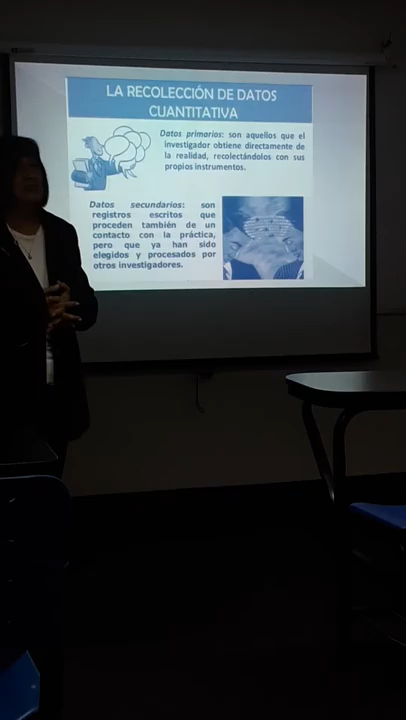 LA RECOLECCIÓN DE DATOS
CUANTITATIVA
Datos primarios: son aquellos que el
investigador obtiene directamente de
la realidad, recolectándolos con sus
propios instrumentos.
Datos secundarios: son
registros escritos que
proceden también de un
contacto con la práctica,
pero que ya han sido
elegidos y procesados por
otros investigadores.